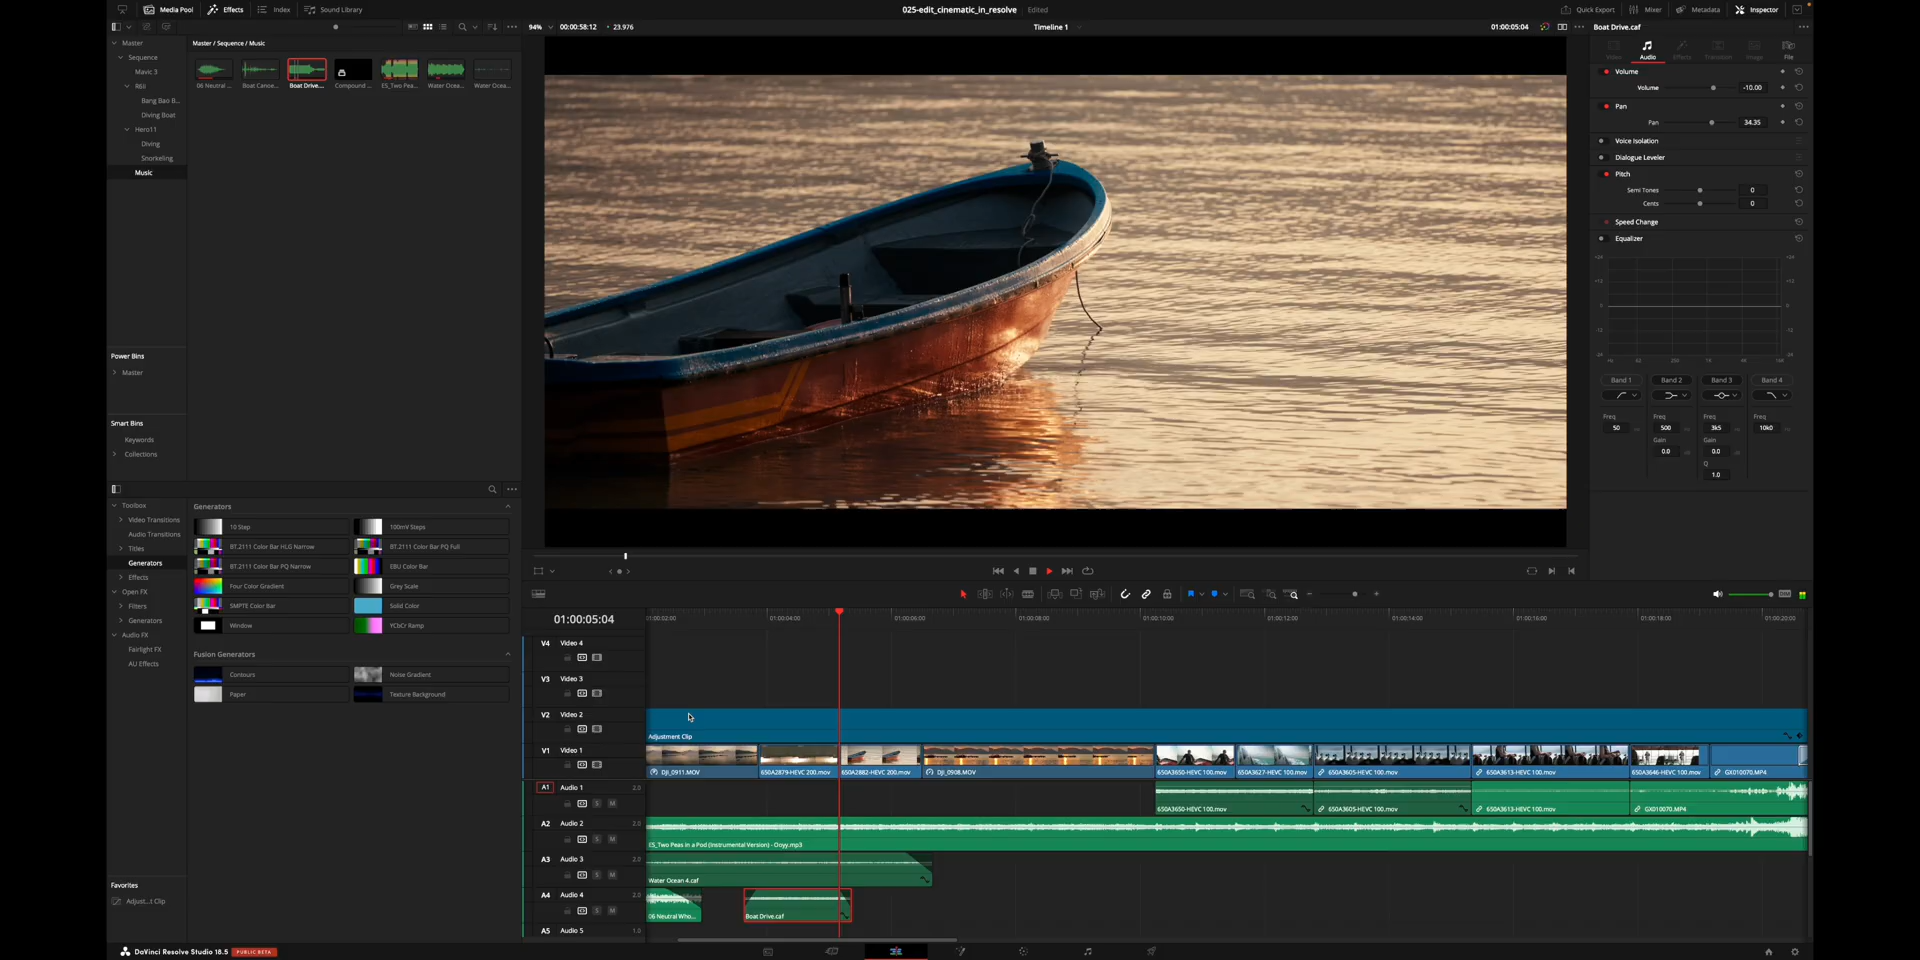 Media Pool Effects Index Sound Library 025-edit_cinematic_in_resolve Edited Quick Export Mixer Metadata Inspector
94% 00:00:58:12 23.976 Timeline 1 01:00:05:04 Boat Drive.caf
Master
Sequence
Mavic 3
R6ii
Bang Bao B...
Diving Boat
Hero11
Diving
Snorkeling
Music
Master / Sequence / Music
06 Neutral ... Boat Canoe... Boat Drive.... Compound ... ES_Two Pea... Water Ocea... Water Ocea...
Power Bins
Master
Smart Bins
Keywords
Collections
Video Audio Effects Transition Image File
Volume
Volume -10.00
Pan
Pan 34.35
Voice Isolation
Dialogue Leveler
Pitch
Semi Tones 0
Cents 0
Speed Change
Equalizer
+24 +24
+12 +12
0 0
-12 -12
-24 -24
Band 1 Band 2 Band 3 Band 4
Freq Freq Freq Freq
50 500 3k5 10k0
Gain Gain
0.0 0.0
Q
1.0
Toolbox
Video Transitions
Audio Transitions
Titles
Generators
Effects
Open FX
Filters
Generators
Audio FX
Fairlight FX
AU Effects
Favorites
Adjust...t Clip
Generators
10 Step 100mV Steps
BT.2111 Color Bar HLG Narrow BT.2111 Color Bar PQ Full
BT.2111 Color Bar PQ Narrow EBU Color Bar
Four Color Gradient Grey Scale
SMPTE Color Bar Solid Color
Window YCbCr Ramp
Fusion Generators
Contours Noise Gradient
Paper Texture Background
DIM
01:00:05:04
01:00:02:00 01:00:04:00 01:00:06:00 01:00:08:00 01:00:10:00 01:00:12:00 01:00:14:00 01:00:16:00 01:00:18:00 01:00:20:00
V4 Video 4
V3 Video 3
V2 Video 2
Adjustment Clip
V1 Video 1
DJI_0911.MOV 650A2879-HEVC 200.mov 650A2882-HEVC 200.mov DJI_0908.MOV 650A3650-HEVC 100.mov 650A3627-HEVC 100.mov 650A3605-HEVC 100.mov 650A3613-HEVC 100.mov 650A3646-HEVC 100.mov GX010070.MP4
A1 Audio 1 2.0
S M
650A3650-HEVC 100.mov 650A3605-HEVC 100.mov 650A3613-HEVC 100.mov GX010070.MP4
A2 Audio 2 2.0
S M
ES_Two Peas in a Pod (Instrumental Version) - Ooyy.mp3
A3 Audio 3 2.0
S M
Water Ocean 4.caf
A4 Audio 4 2.0
S M
06 Neutral Who... Boat Drive.caf
A5 Audio 5 1.0
DaVinci Resolve Studio 18.5 PUBLIC BETA